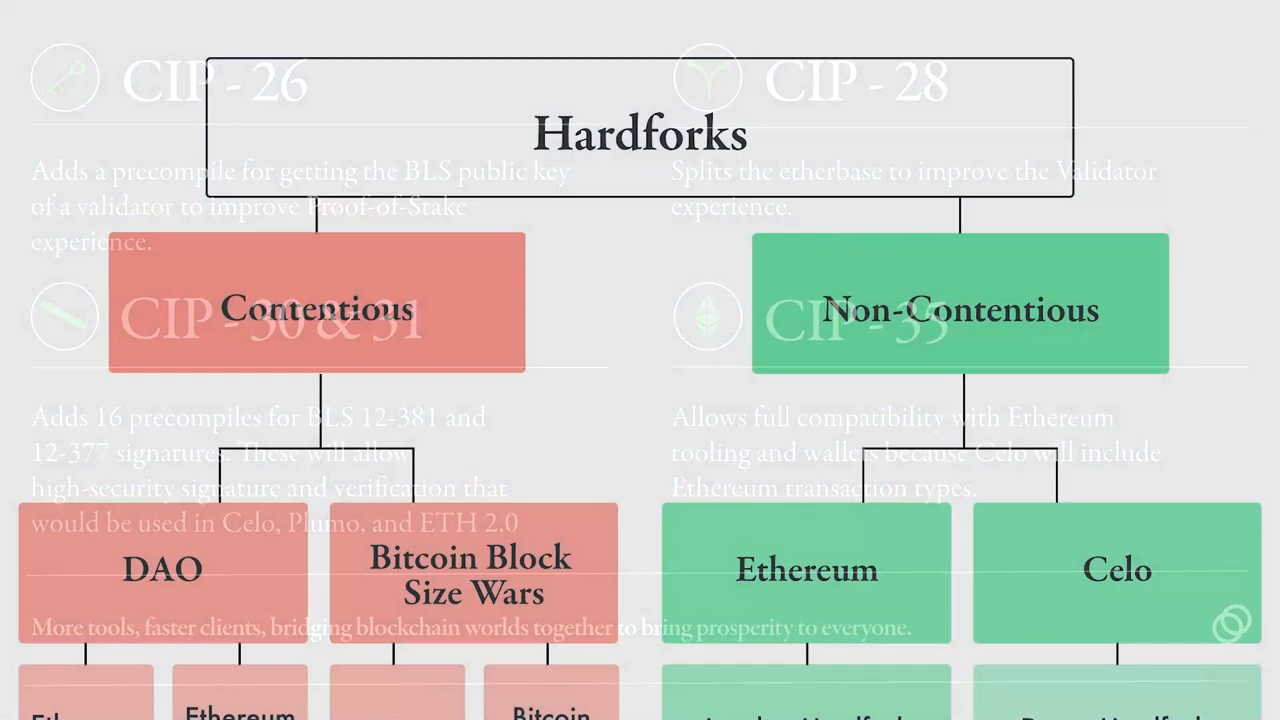 CIP - 26
CIP - 28
Hardforks
Adds a precompile for getting the BLS public key
of a validator to improve Proof-of-Stake
experience.
Splits the etherbase to improve the Validator
experience.
Contentious
Non-Contentious
CIP - 30 & 31
CIP - 35
Adds 16 precompiles for BLS 12-381 and
12-377 signatures. These will allow
high-security signature and verification that
would be used in Celo, Plumo, and ETH 2.0
Allows full compatibility with Ethereum
tooling and wallets because Celo will include
Ethereum transaction types.
DAO
Bitcoin Block
Size Wars
Ethereum
Celo
More tools, faster clients, bridging blockchain worlds together to bring prosperity to everyone.
Ethereum
Bitcoin